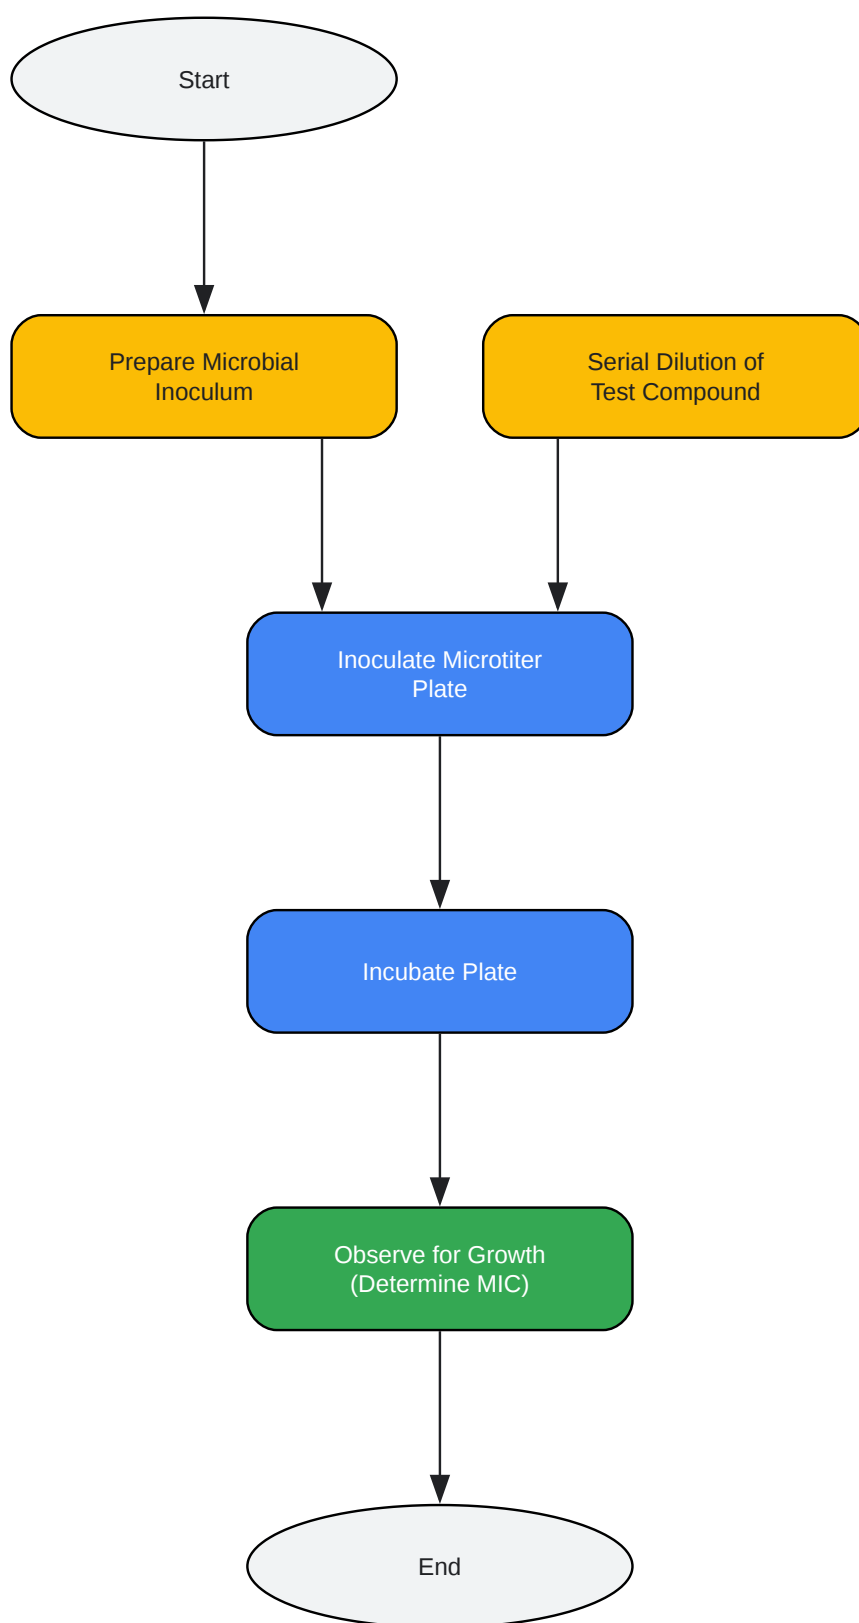 Start
Prepare Microbial
Inoculum
Serial Dilution of
Test Compound
Inoculate Microtiter
Plate
Incubate Plate
Observe for Growth
(Determine MIC)
End